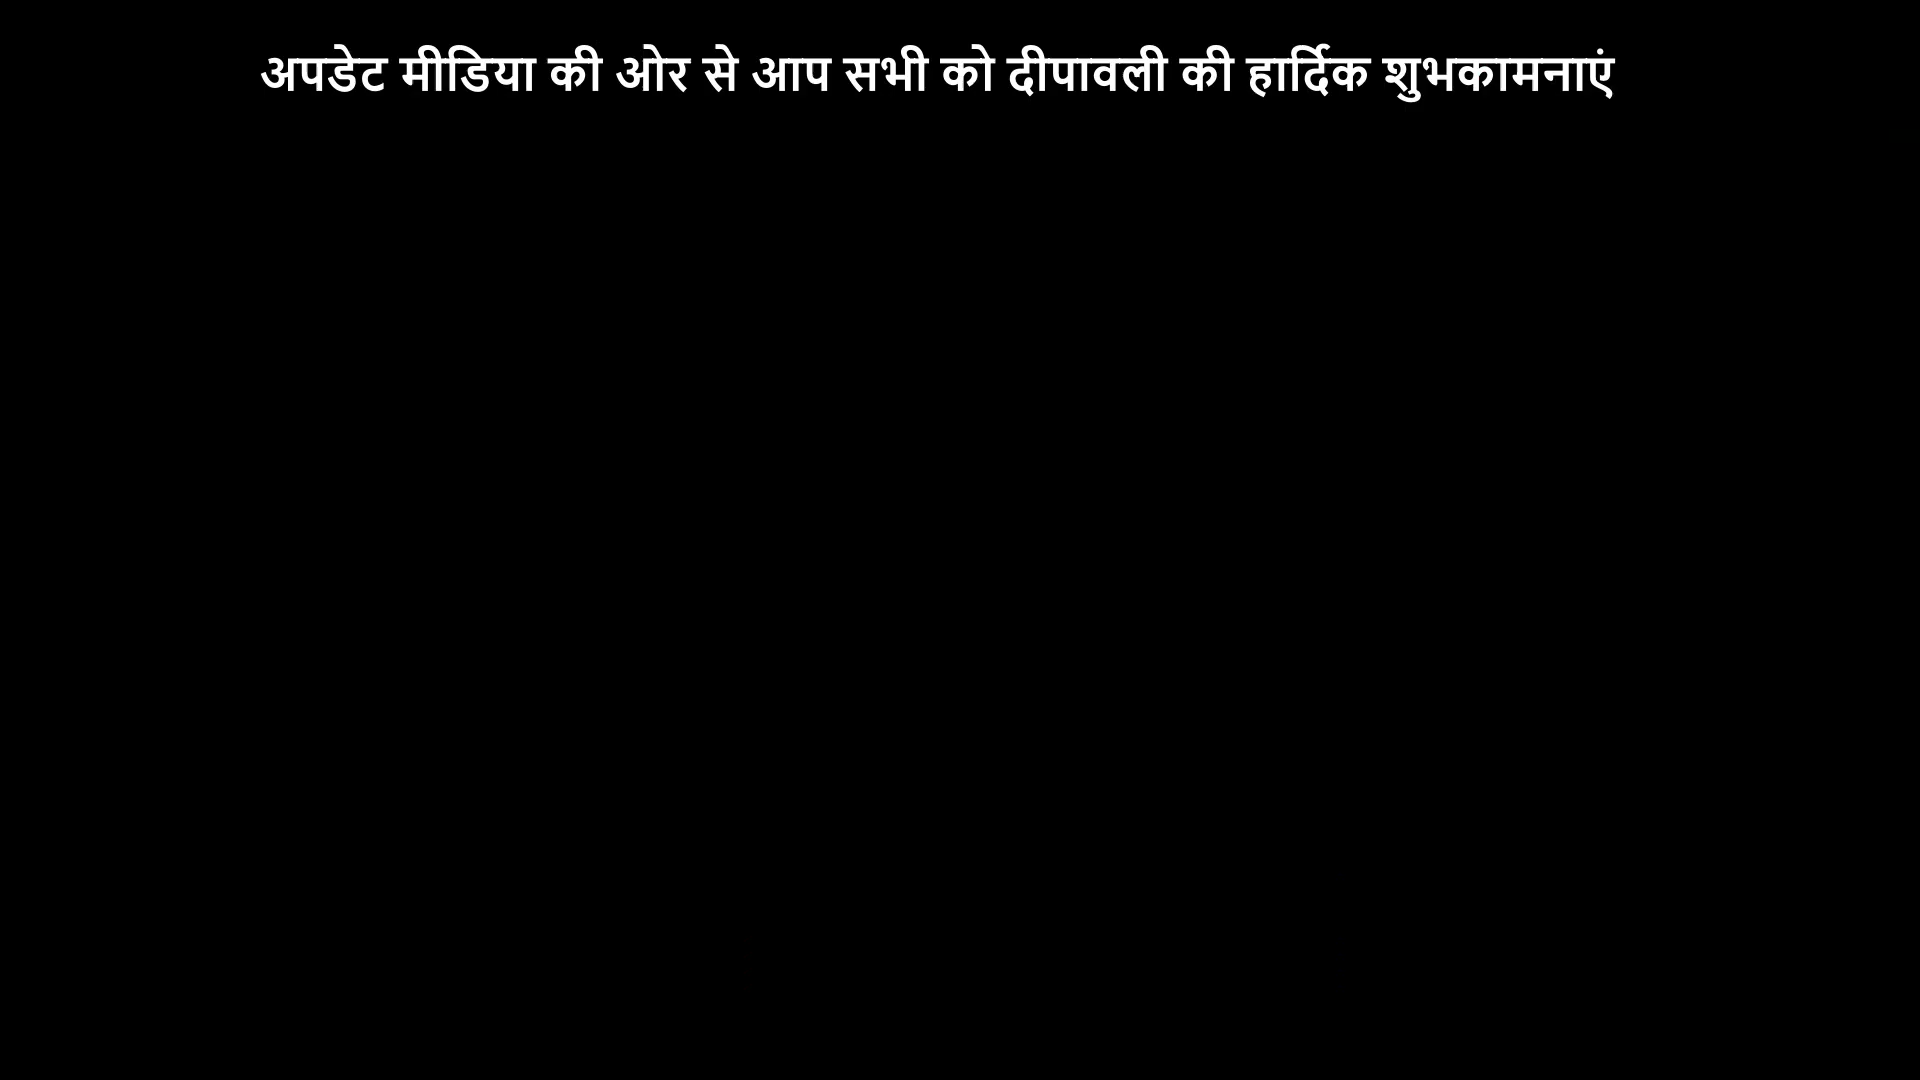 अपडेट मीडिया की ओर से आप सभी को दीपावली की हार्दिक शुभकामनाएं